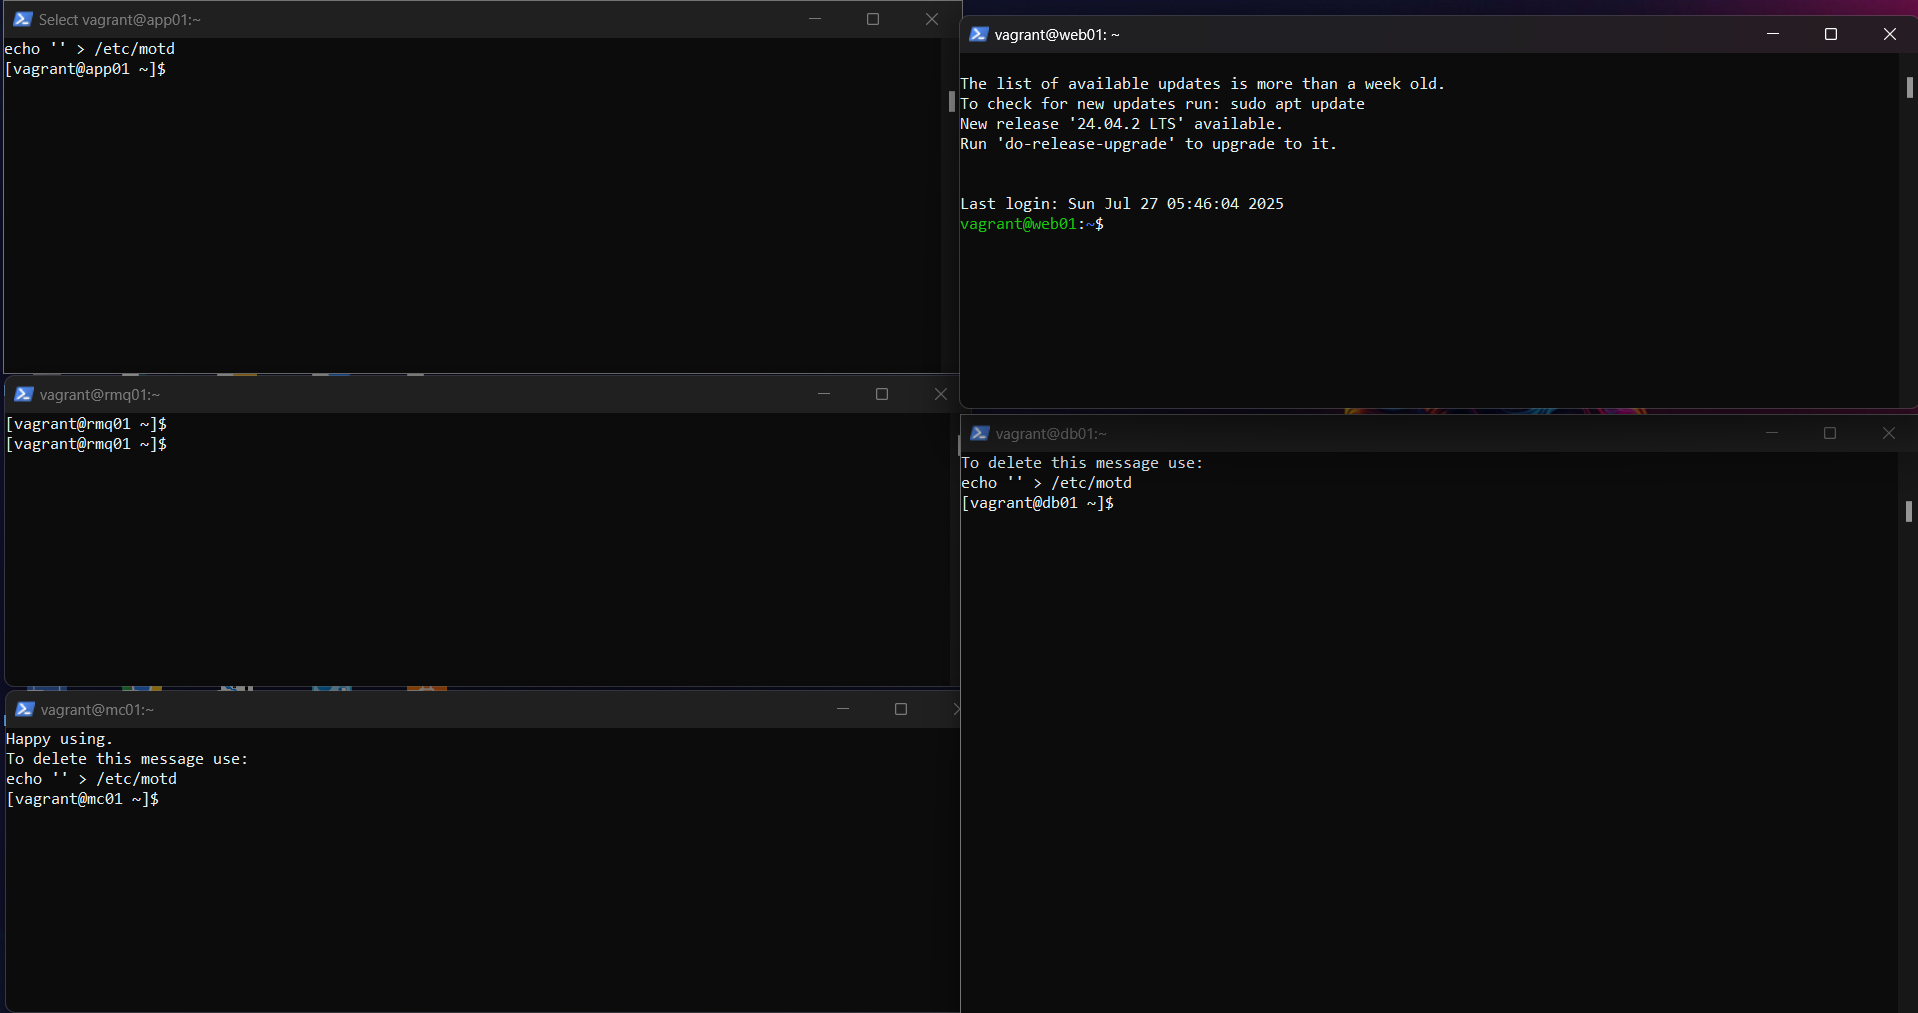 Select vagrant@app01:~
echo '' > /etc/motd
[vagrant@app01 ~]$
vagrant@web01: ~
The list of available updates is more than a week old.
To check for new updates run: sudo apt update
New release '24.04.2 LTS' available.
Run 'do-release-upgrade' to upgrade to it.
Last login: Sun Jul 27 05:46:04 2025
vagrant@web01:~$
vagrant@rmq01:~
[vagrant@rmq01 ~]$
[vagrant@rmq01 ~]$
vagrant@db01:~
To delete this message use:
echo '' > /etc/motd
[vagrant@db01 ~]$
vagrant@mc01:~
Happy using.
To delete this message use:
echo '' > /etc/motd
[vagrant@mc01 ~]$